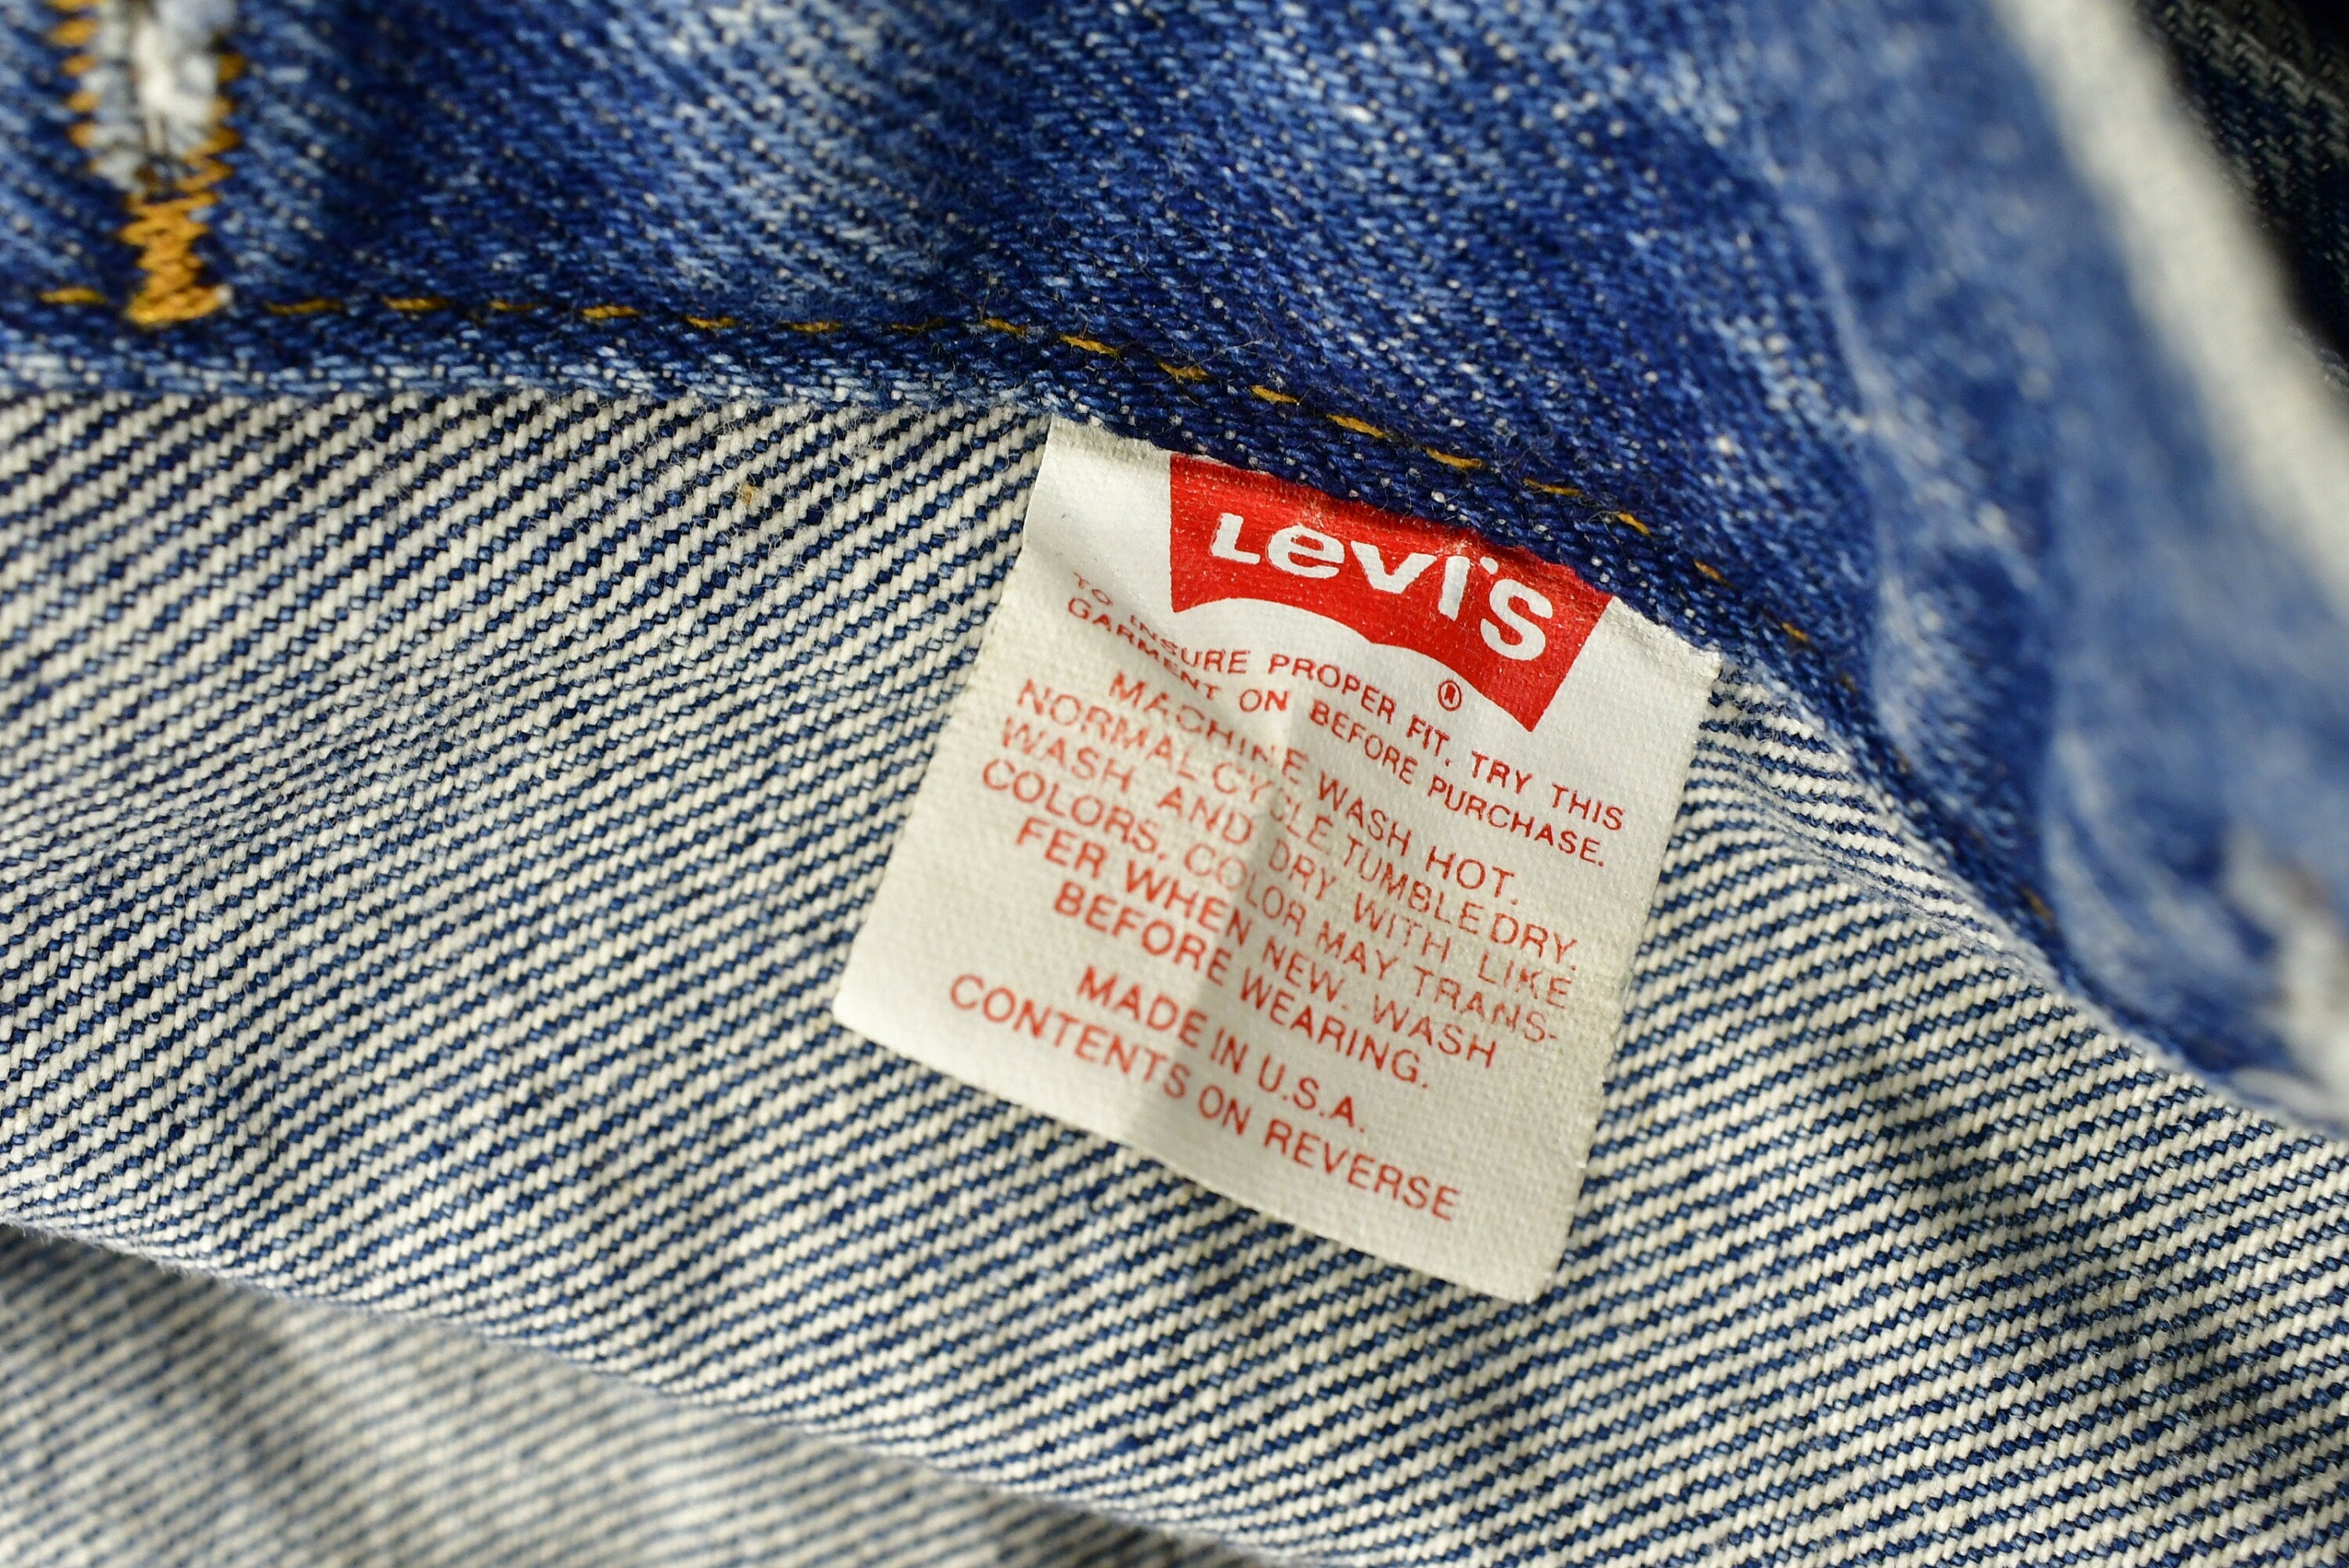 Levi's
®
TO INSURE PROPER FIT. TRY THIS
GARMENT ON BEFORE PURCHASE.
MACHINE WASH HOT.
NORMAL CYCLE. TUMBLE DRY.
WASH AND DRY WITH LIKE
COLORS. COLOR MAY TRANS-
FER WHEN NEW. WASH
BEFORE WEARING.
MADE IN U.S.A.
CONTENTS ON REVERSE